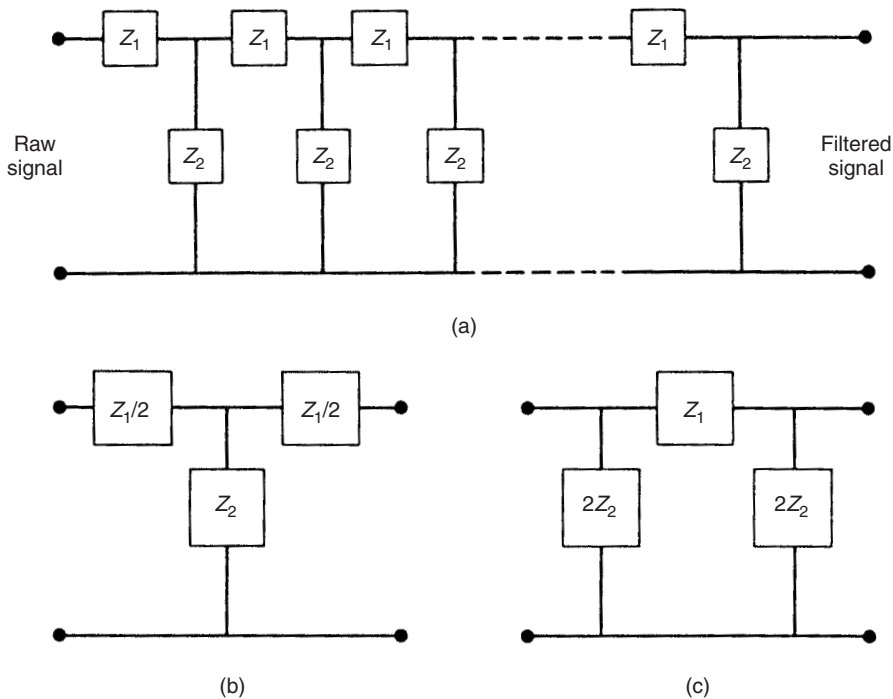 Z1 Z1 Z1 Z1
Raw signal
Z2 Z2 Z2 Z2
Filtered signal
(a)
Z1/2 Z1/2
Z2
(b)
Z1
2Z2 2Z2
(c)